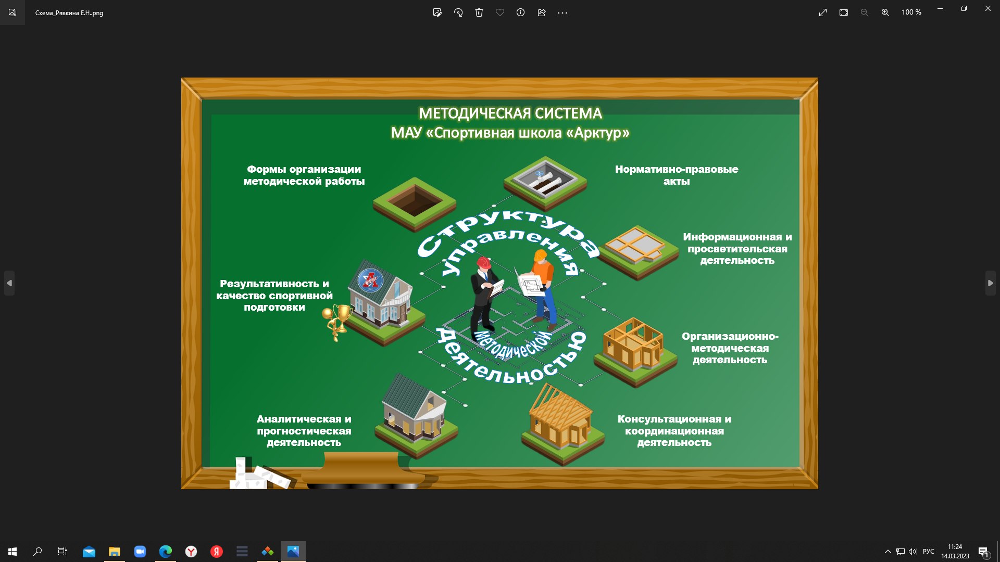 Схема_Рявкина Е.Н..png
100 %
МЕТОДИЧЕСКАЯ СИСТЕМА
МАУ «Спортивная школа «Арктур»
Формы организации
методической работы
Нормативно-правовые
акты
Структура
управления
методической
деятельностью
Информационная и
просветительская
деятельность
Результативность и
качество спортивной
подготовки
Организационно-
методическая
деятельность
Аналитическая и
прогностическая
деятельность
Консультационная и
координационная
деятельность
РУС
11:24
14.03.2023
1